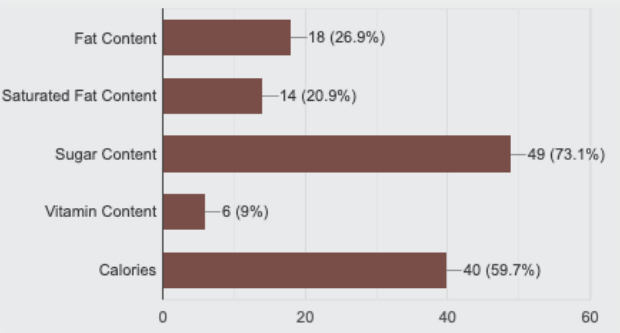 Fat Content 18 (26.9%)
Saturated Fat Content 14 (20.9%)
Sugar Content 49 (73.1%)
Vitamin Content 6 (9%)
Calories 40 (59.7%)
0 20 40 60